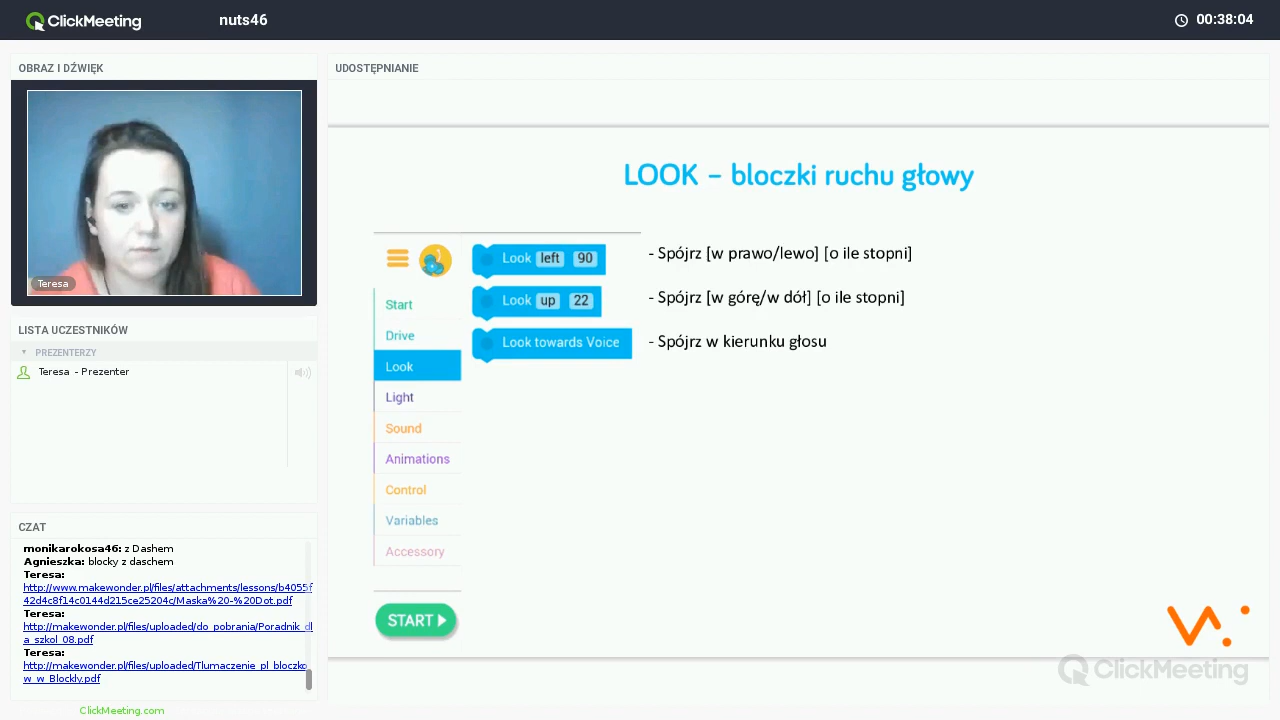 ClickMeeting
nuts46
00:38:04
OBRAZ I DŹWIĘK
UDOSTĘPNIANIE
Teresa
LISTA UCZESTNIKÓW
PREZENTERZY
Teresa - Prezenter
CZAT
monikarokosa46: z Dashem
Agnieszka: blocky z daschem
Teresa:
http://www.makewonder.pl/files/attachments/lessons/b4055f
42d4c8f14c0144d215ce25204c/Maska%20-%20Dot.pdf
Teresa:
http://makewonder.pl/files/uploaded/do_pobrania/Poradnik_dl
a_szkol_08.pdf
Teresa:
http://makewonder.pl/files/uploaded/Tlumaczenie_pl_bloczko
w_w_Blockly.pdf
ClickMeeting.com
LOOK – bloczki ruchu głowy
Look left 90
- Spójrz [w prawo/lewo] [o ile stopni]
Look up 22
- Spójrz [w górę/w dół] [o ile stopni]
Look towards Voice
- Spójrz w kierunku głosu
Start
Drive
Look
Light
Sound
Animations
Control
Variables
Accessory
START
ClickMeeting